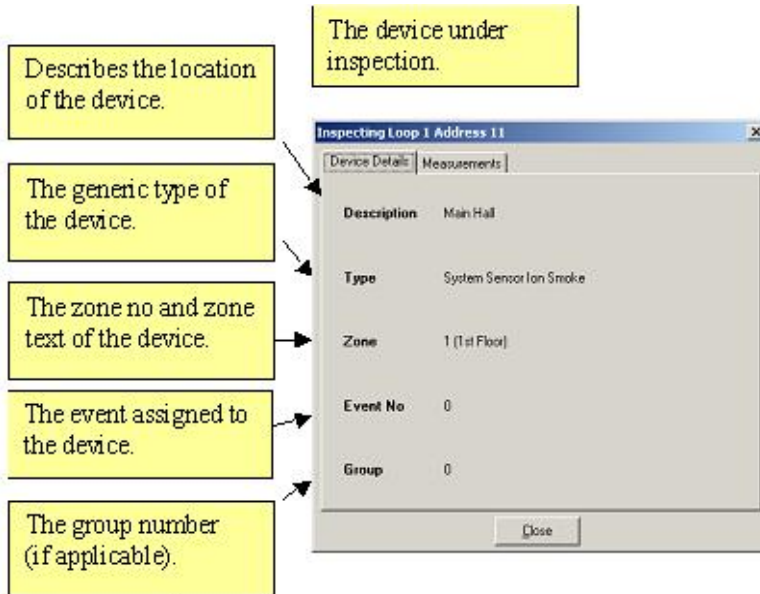 The device under
inspection.
Describes the location
of the device.
The generic type of
the device.
The zone no and zone
text of the device.
The event assigned to
the device.
The group number
(if applicable).
Inspecting Loop 1 Address 11
Device Details
Measurements
Description Main Hall
Type System Sensor Ion Smoke
Zone 1 (1st Floor)
Event No 0
Group 0
Close